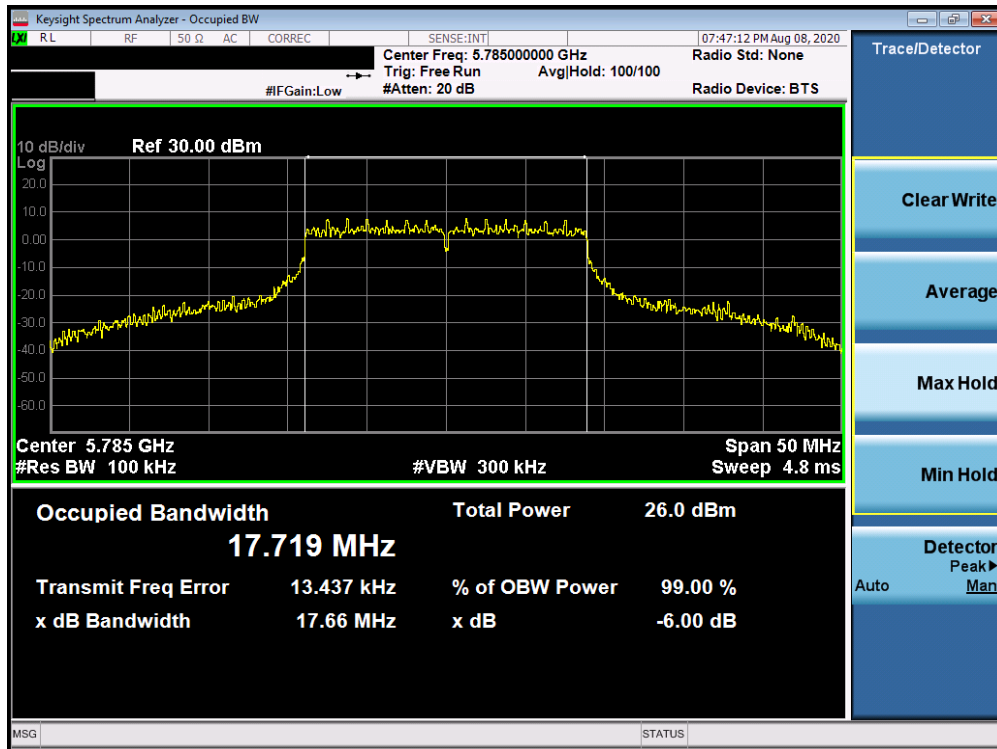 Keysight Spectrum Analyzer - Occupied BW
LXI RL RF 50 Ω AC CORREC SENSE:INT 07:47:12 PM Aug 08, 2020
Center Freq: 5.785000000 GHz Radio Std: None
Trig: Free Run Avg|Hold: 100/100
#IFGain:Low #Atten: 20 dB Radio Device: BTS
10 dB/div Ref 30.00 dBm
Log
20.0
10.0
0.00
-10.0
-20.0
-30.0
-40.0
-50.0
-60.0
Center 5.785 GHz Span 50 MHz
#Res BW 100 kHz #VBW 300 kHz Sweep 4.8 ms
Occupied Bandwidth Total Power 26.0 dBm
17.719 MHz
Transmit Freq Error 13.437 kHz % of OBW Power 99.00 %
x dB Bandwidth 17.66 MHz x dB -6.00 dB
MSG STATUS
Trace/Detector
Clear Write
Average
Max Hold
Min Hold
Detector
Peak▶
Auto Man